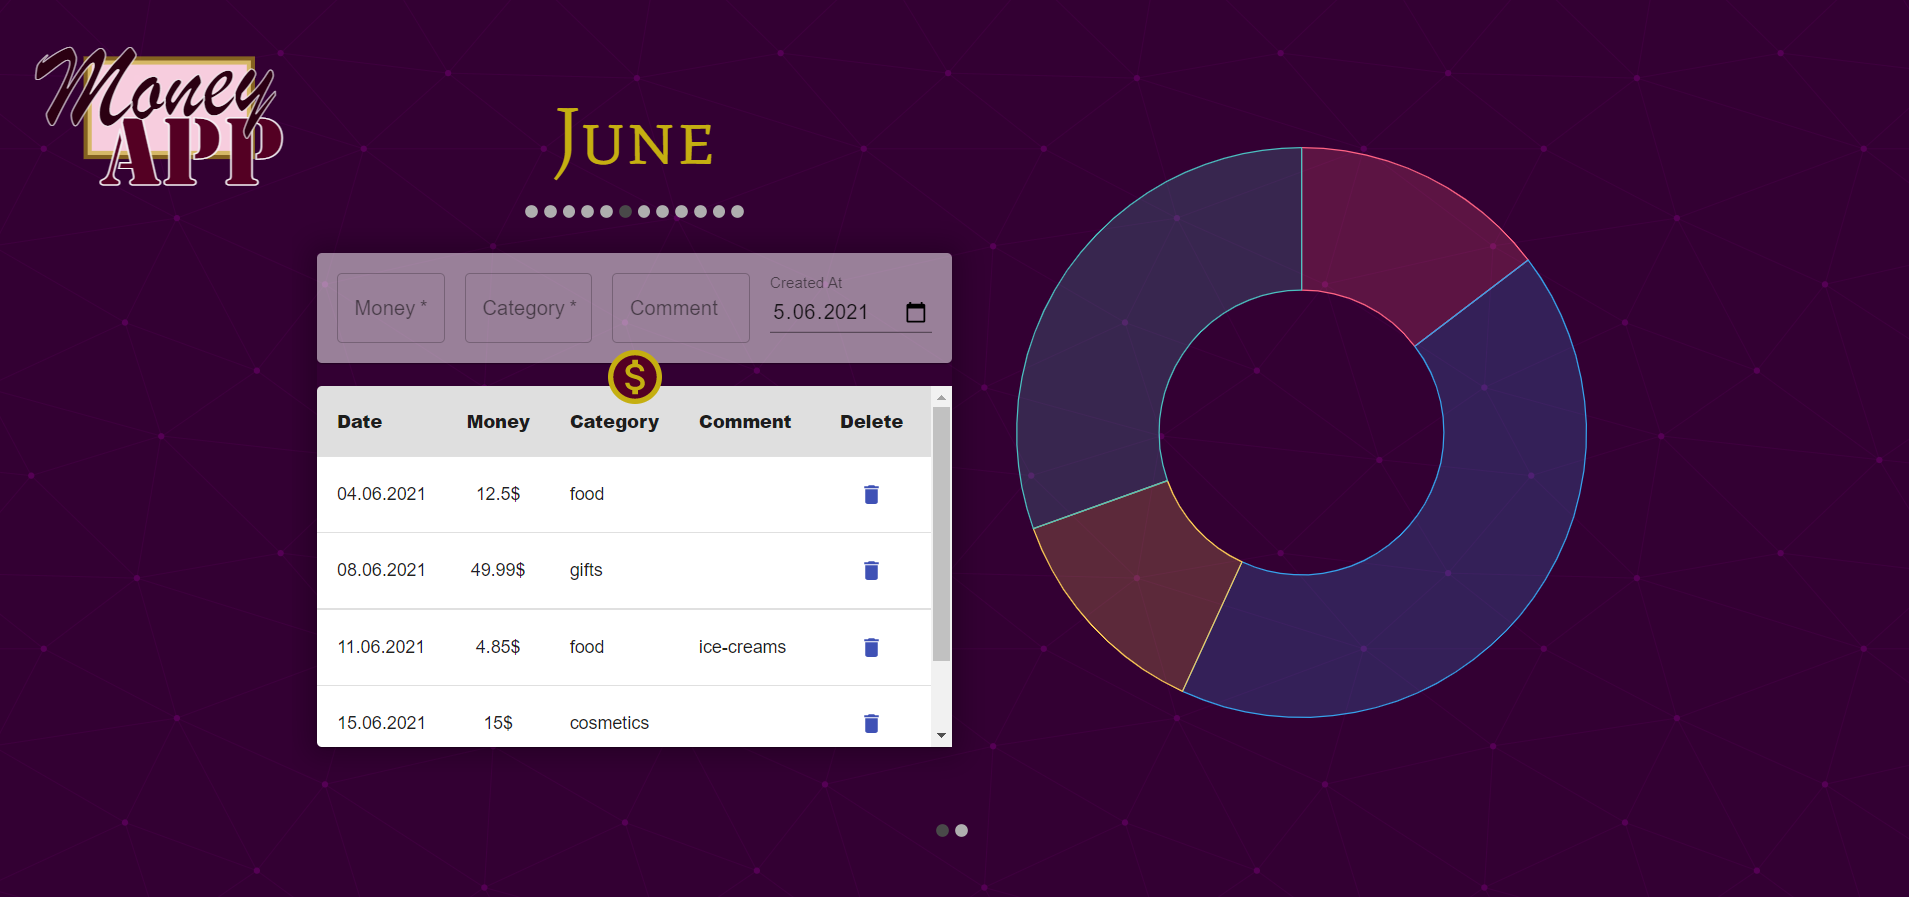 Money
APP
June
Money *
Category *
Comment
Created At
5.06.2021
$
Date Money Category Comment Delete
04.06.2021 12.5$ food
08.06.2021 49.99$ gifts
11.06.2021 4.85$ food ice-creams
15.06.2021 15$ cosmetics